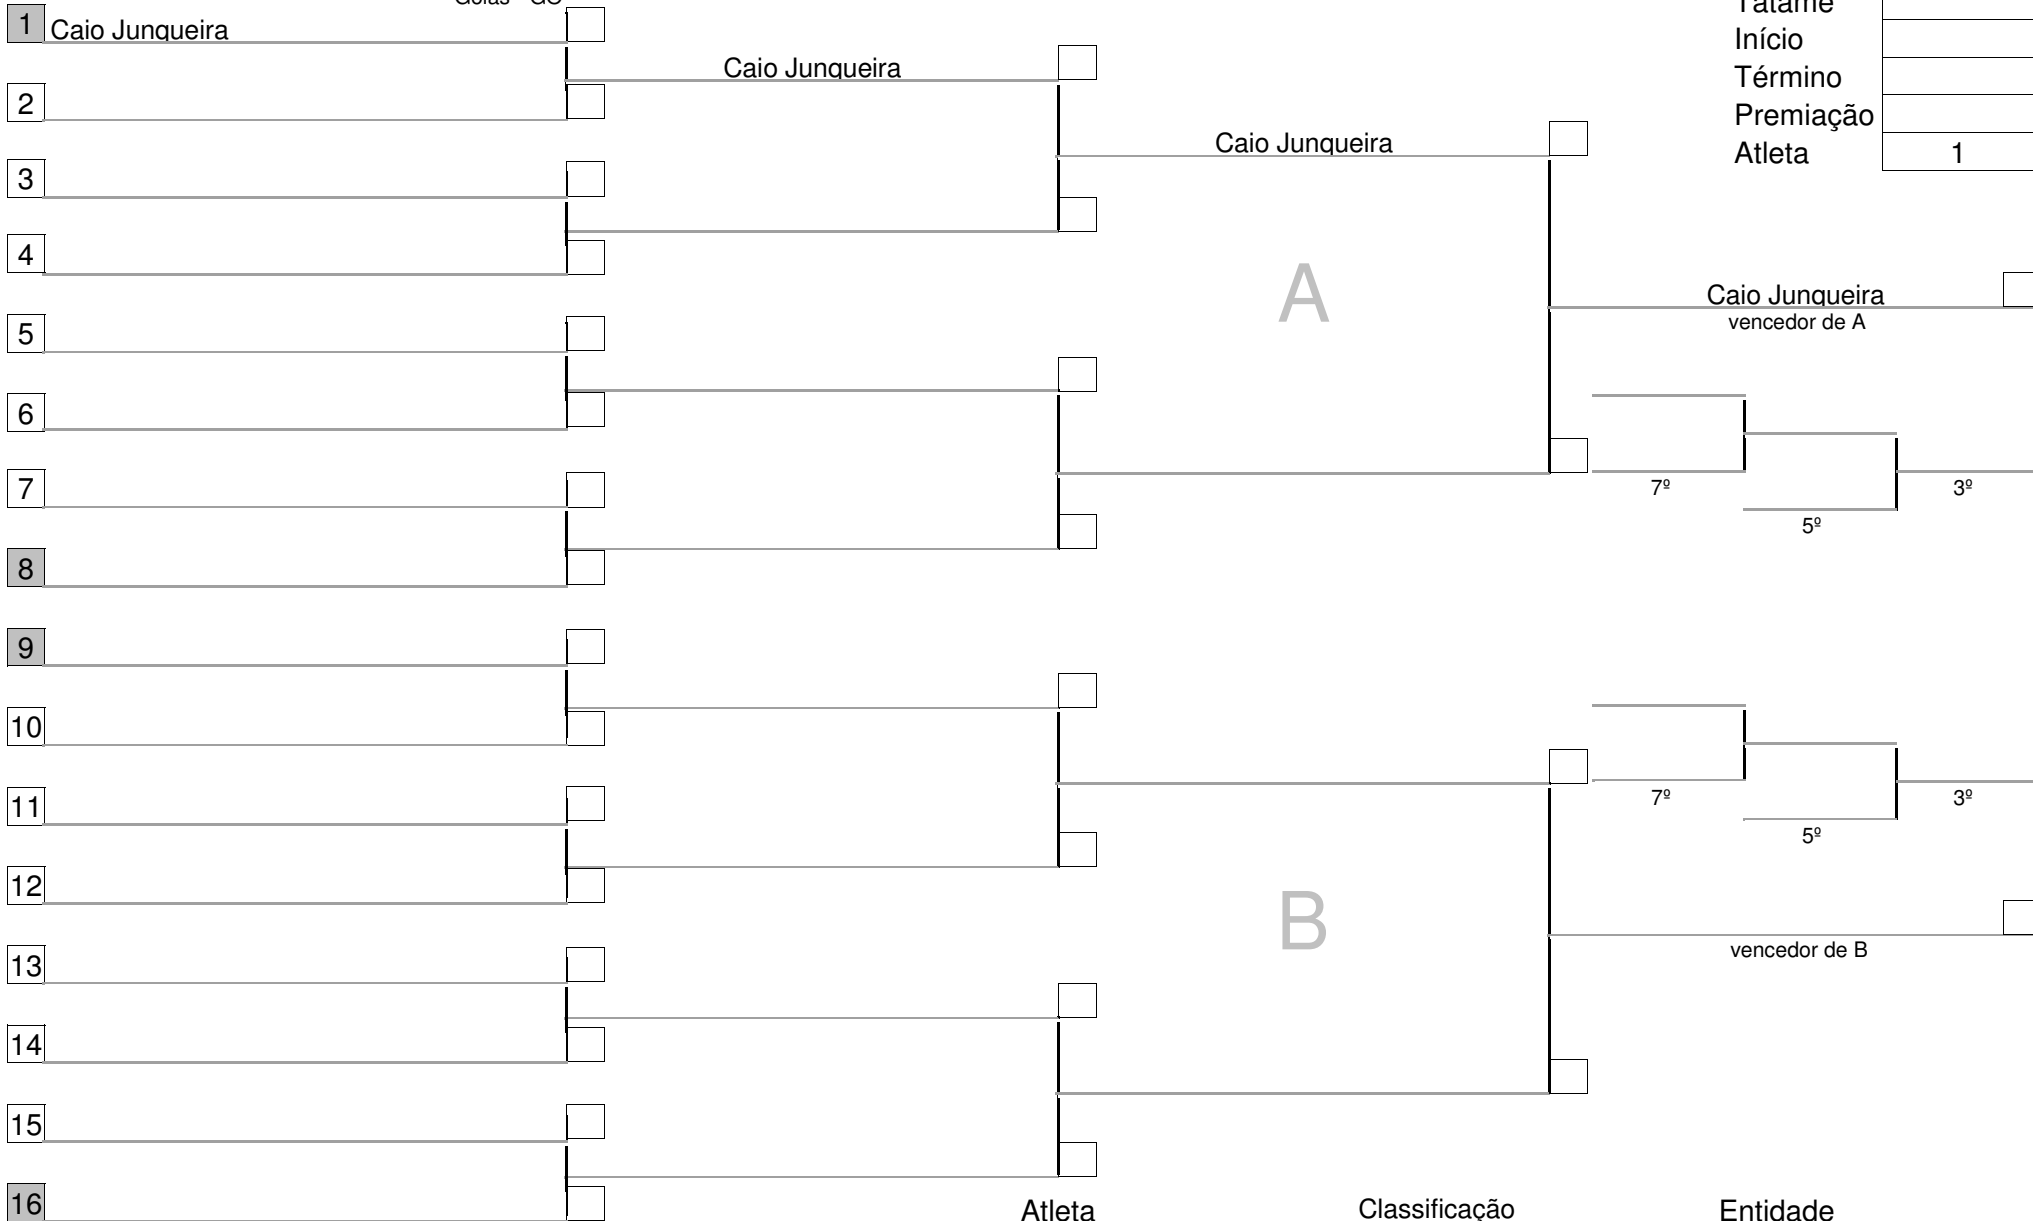 Goiás - GO
Tatame
1 Caio Junqueira
Início
Caio Junqueira
Término
2
Premiação
Caio Junqueira
Atleta 1
3
4
A
Caio Junqueira
vencedor de A
5
6
7
7º
3º
5º
8
9
10
11
7º
3º
5º
12
B
vencedor de B
13
14
15
16
Atleta
Classificação
Entidade